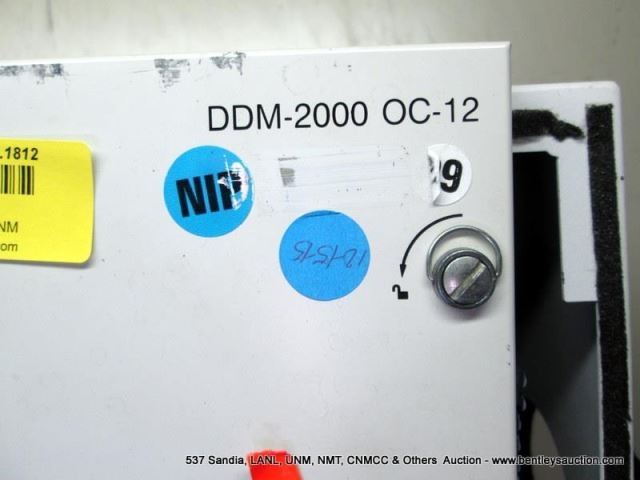 DDM-2000 OC-12
.1812
NIP
9
NM
om
12-15-15
537 Sandia, LANL, UNM, NMT, CNMCC & Others Auction - www.bentleysauction.com